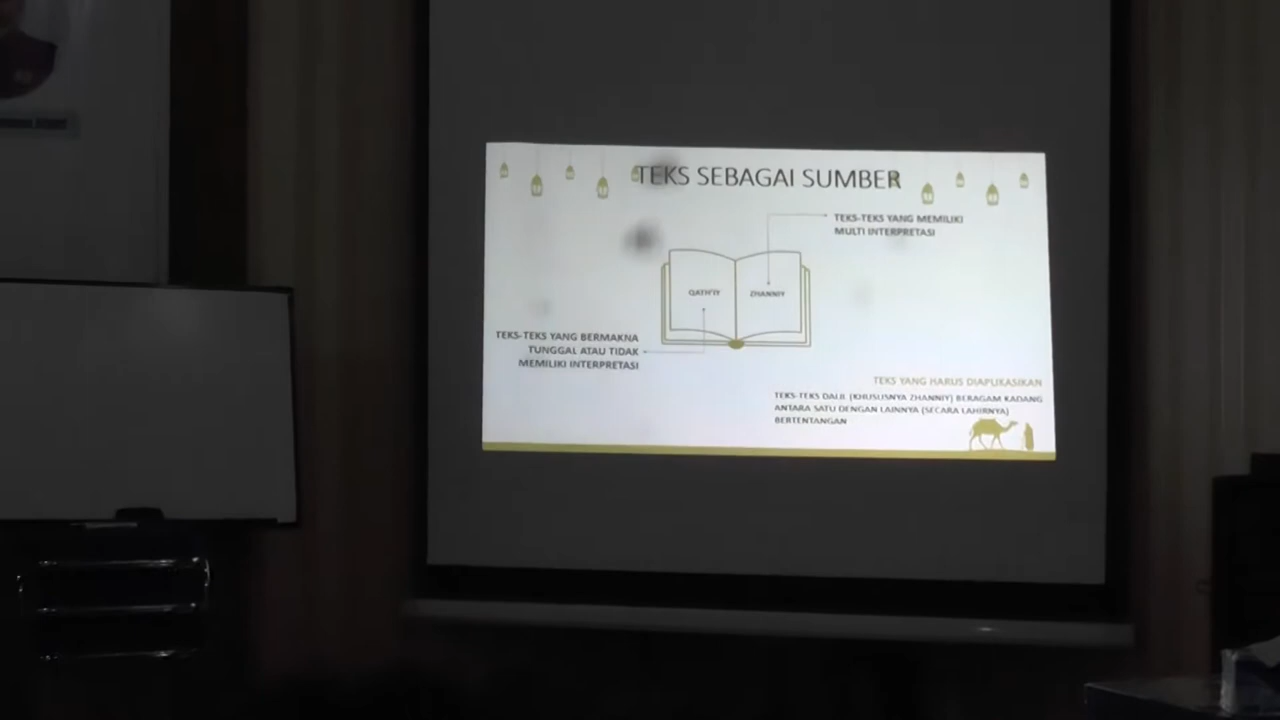 TEKS SEBAGAI SUMBER
TEKS-TEKS YANG MEMILIKI
MULTI INTERPRETASI
QATH'IY
ZHANNIY
TEKS-TEKS YANG BERMAKNA
TUNGGAL ATAU TIDAK
MEMILIKI INTERPRETASI
TEKS YANG HARUS DIAPLIKASIKAN
TEKS-TEKS DALIL (KHUSUSNYA ZHANNIY) BERAGAM KADANG
ANTARA SATU DENGAN LAINNYA (SECARA LAHIRNYA)
BERTENTANGAN